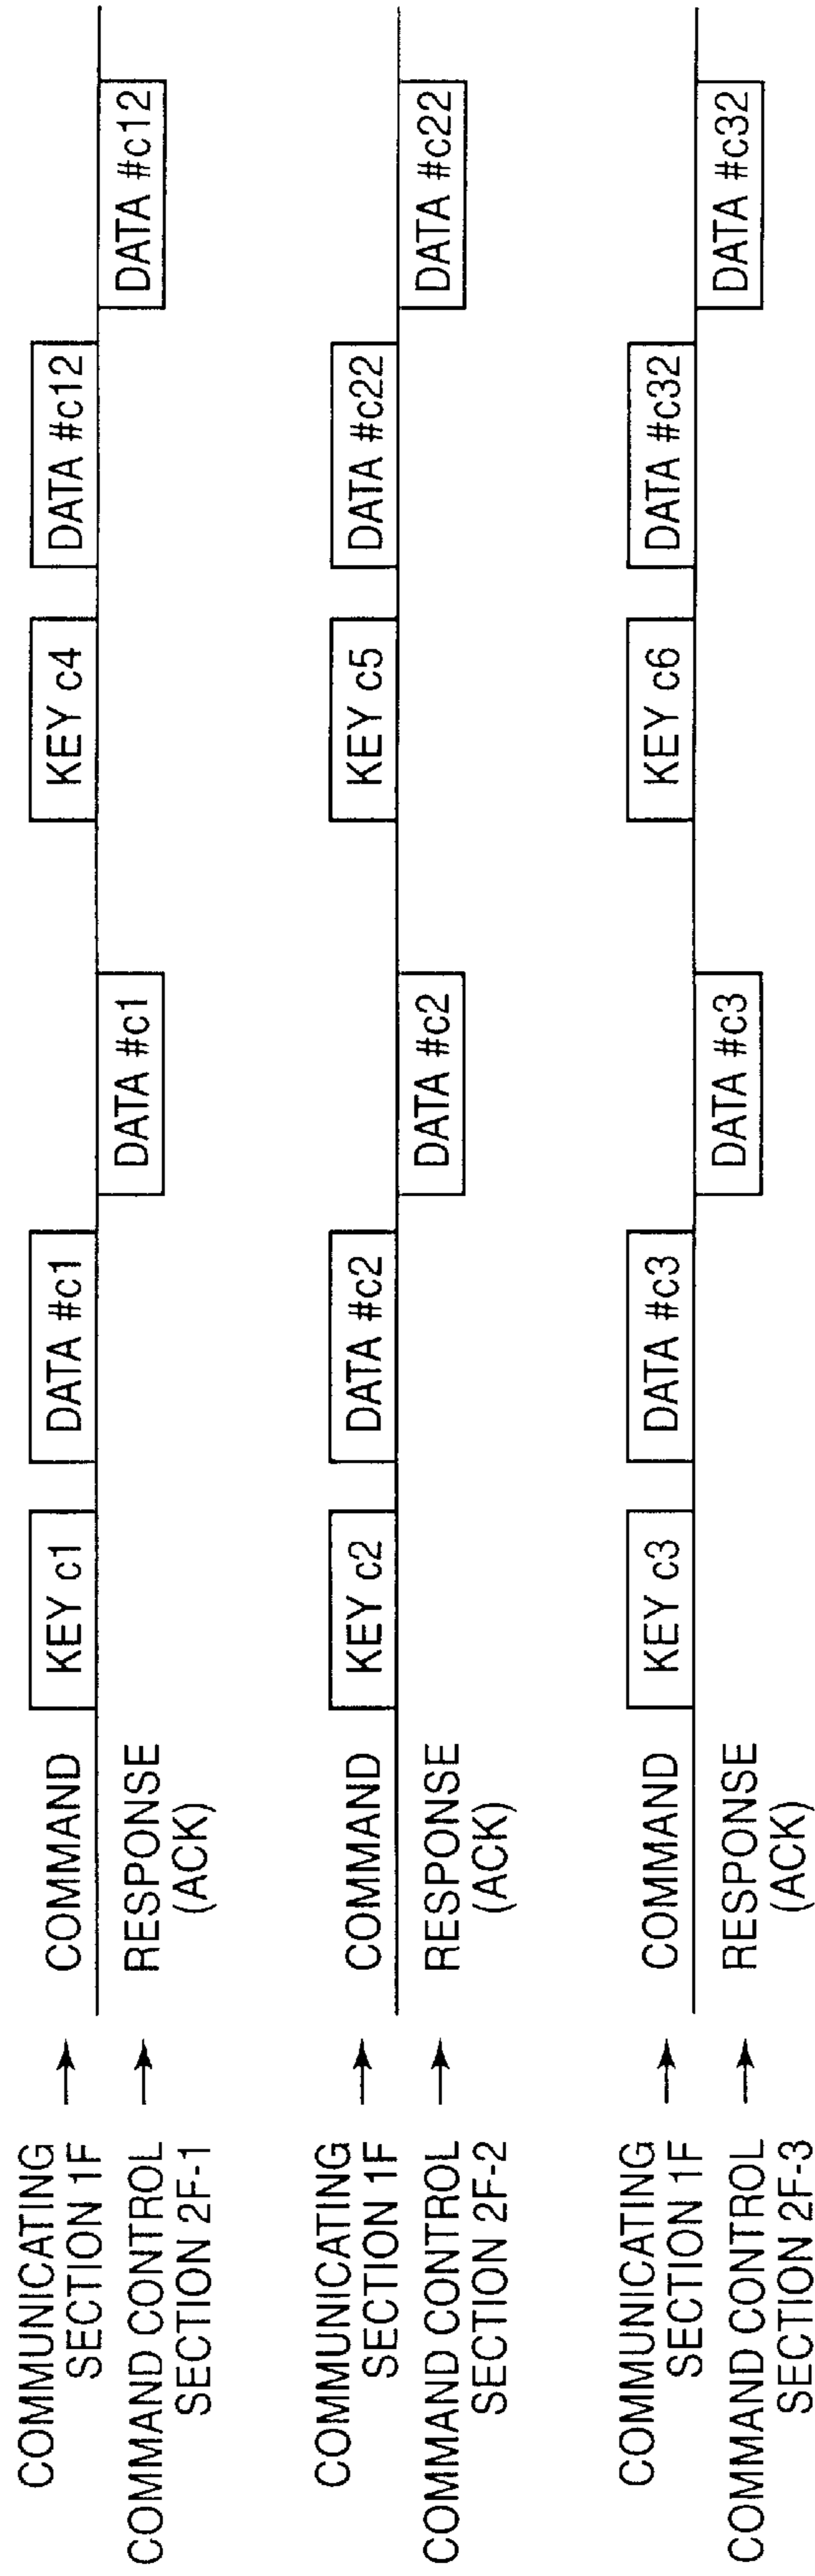 COMMUNICATING
SECTION 1F
COMMAND CONTROL
SECTION 2F-1
COMMAND
RESPONSE
(ACK)
KEY c1
DATA #c1
DATA #c1
KEY c4
DATA #c12
DATA #c12
COMMUNICATING
SECTION 1F
COMMAND CONTROL
SECTION 2F-2
COMMAND
RESPONSE
(ACK)
KEY c2
DATA #c2
DATA #c2
KEY c5
DATA #c22
DATA #c22
COMMUNICATING
SECTION 1F
COMMAND CONTROL
SECTION 2F-3
COMMAND
RESPONSE
(ACK)
KEY c3
DATA #c3
DATA #c3
KEY c6
DATA #c32
DATA #c32